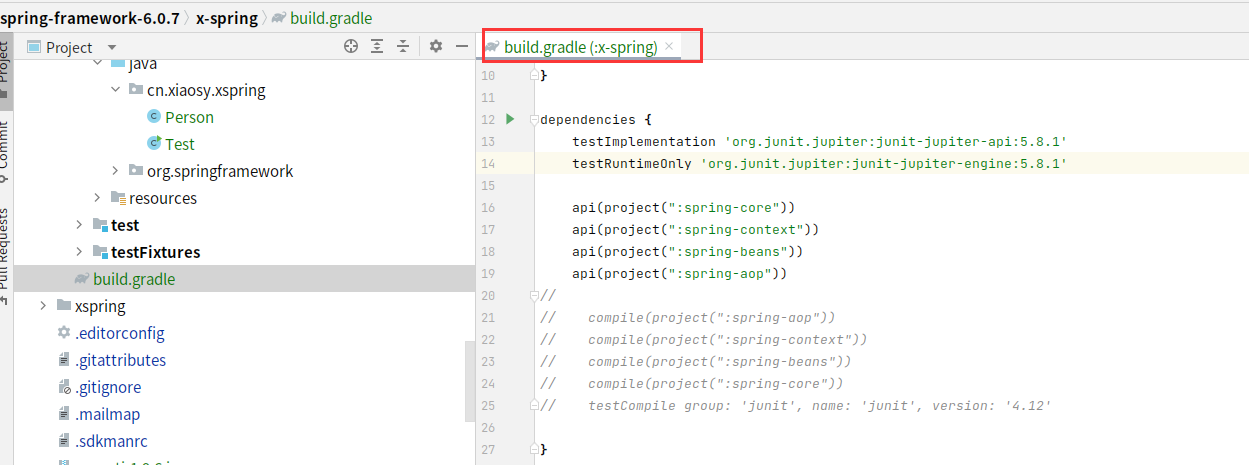 spring-framework-6.0.7 〉 x-spring 〉 build.gradle
Project
Commit
Pull Requests
Project
java
cn.xiaosy.xspring
Person
Test
org.springframework
resources
test
testFixtures
build.gradle
xspring
.editorconfig
.gitattributes
.gitignore
.mailmap
.sdkmanrc
build.gradle (:x-spring)
10 }
11
12 dependencies {
13 testImplementation 'org.junit.jupiter:junit-jupiter-api:5.8.1'
14 testRuntimeOnly 'org.junit.jupiter:junit-jupiter-engine:5.8.1'
15
16 api(project(":spring-core"))
17 api(project(":spring-context"))
18 api(project(":spring-beans"))
19 api(project(":spring-aop"))
20 //
21 // compile(project(":spring-aop"))
22 // compile(project(":spring-context"))
23 // compile(project(":spring-beans"))
24 // compile(project(":spring-core"))
25 // testCompile group: 'junit', name: 'junit', version: '4.12'
26
27 }